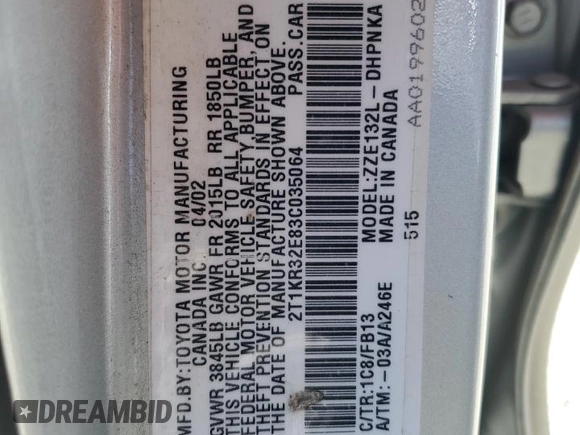 MFD.BY:TOYOTA MOTOR MANUFACTURING
CANADA INC. 04/02
GVWR 3845LB GAWR FR 2015LB RR 1850LB
THIS VEHICLE CONFORMS TO ALL APPLICABLE
FEDERAL MOTOR VEHICLE SAFETY, BUMPER, AND
THEFT PREVENTION STANDARDS IN EFFECT ON
THE DATE OF MANUFACTURE SHOWN ABOVE.
2T1KR32E83C035064 PASS.CAR
C/TR:1C8/FB13 MODEL:ZZE132L-DHPNKA
A/TM:-03A/A246E MADE IN CANADA
515
AA0199602
DREAMBID